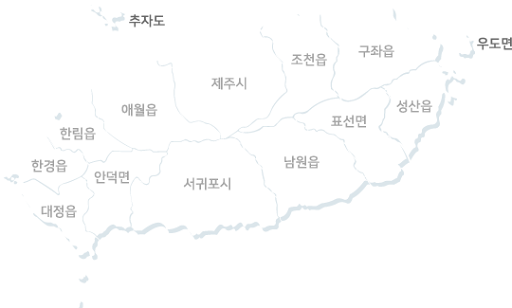 추자도
우도면
구좌읍
조천읍
제주시
성산읍
애월읍
표선면
한림읍
남원읍
한경읍
안덕면
서귀포시
대정읍